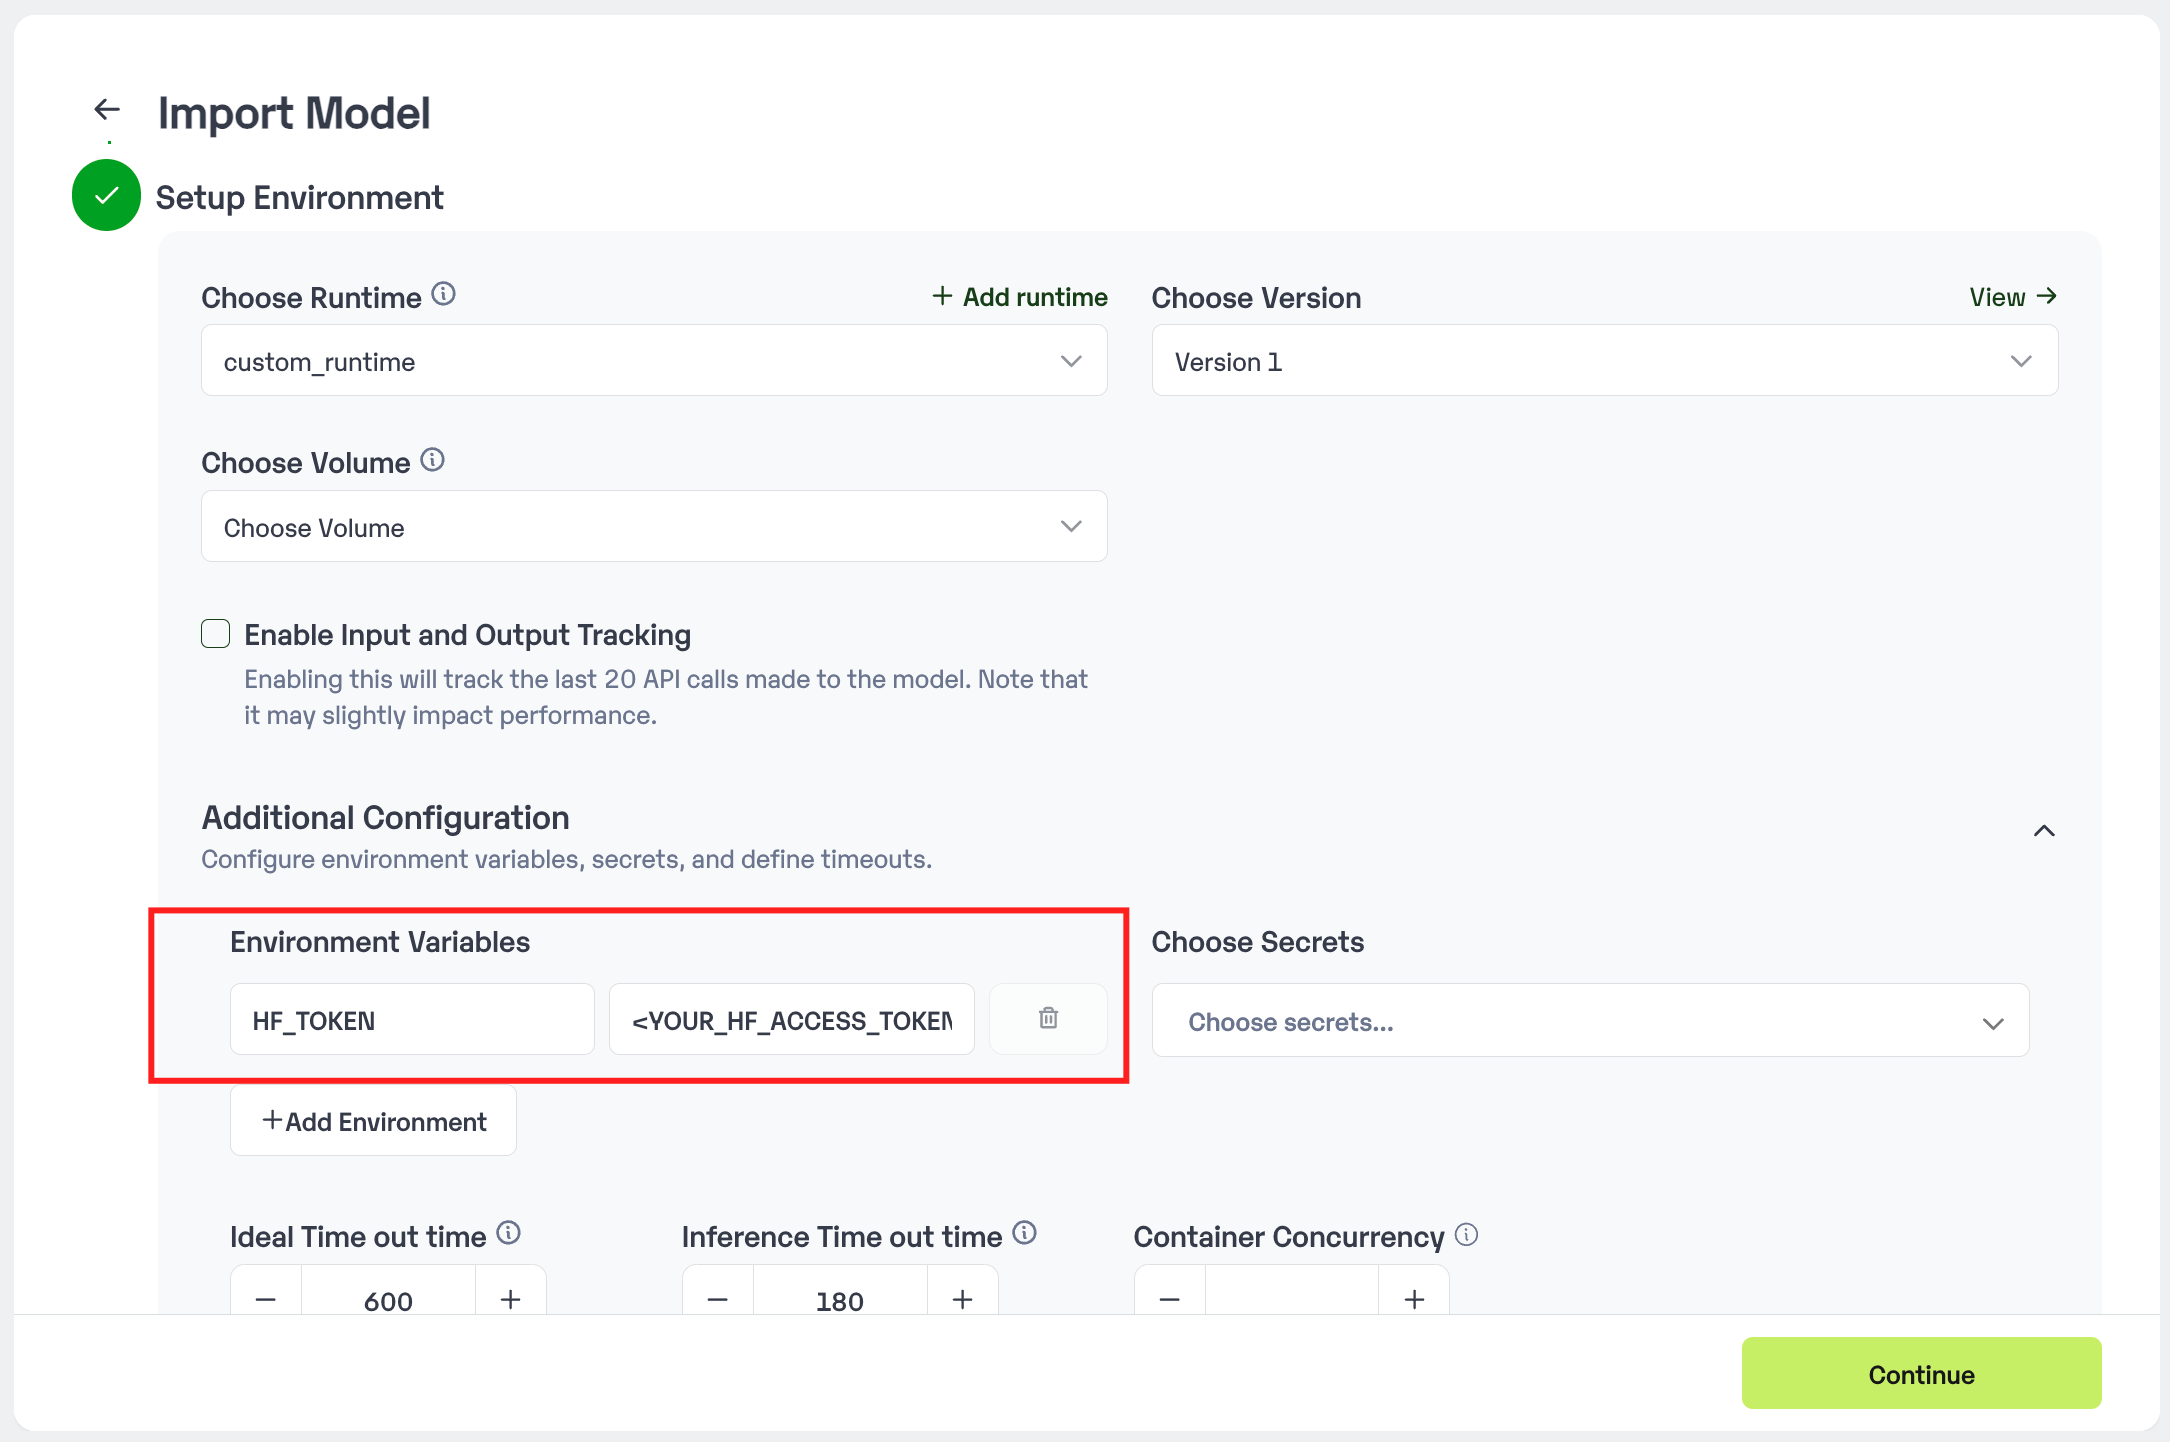 Import Model
Setup Environment
Choose Runtime
+ Add runtime
Choose Version
View →
custom_runtime
Version 1
Choose Volume
Choose Volume
Enable Input and Output Tracking
Enabling this will track the last 20 API calls made to the model. Note that
it may slightly impact performance.
Additional Configuration
Configure environment variables, secrets, and define timeouts.
Environment Variables
Choose Secrets
HF_TOKEN
<YOUR_HF_ACCESS_TOKEN
Choose secrets...
+Add Environment
Ideal Time out time
Inference Time out time
Container Concurrency
− 600 +
− 180 +
− +
Continue